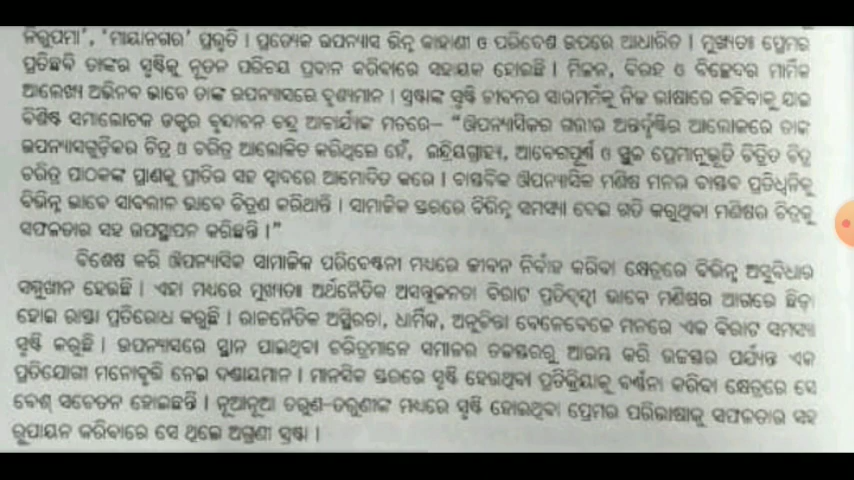 ନିରୁପମା', 'ମାୟାନଗର' ପ୍ରଭୃତି । ପ୍ରତ୍ୟେକ ଉପନ୍ୟାସ ଭିନ୍ନ କାହାଣୀ ଓ ପରିବେଶ ଉପରେ ଆଧାରିତ । ମୁଖ୍ୟତଃ ପ୍ରେମର
ପ୍ରତିଛବି ତାଙ୍କର ସୃଷ୍ଟିକୁ ନୂତନ ପରିଚୟ ପ୍ରଦାନ କରିବାରେ ସହାୟକ ହୋଇଛି । ମିଳନ, ବିରହ ଓ ବିଚ୍ଛେଦର ମାର୍ମିକ
ଆଲେଖ୍ୟ ଅଭିନବ ଭାବେ ତାଙ୍କ ଉପନ୍ୟାସରେ ଦୃଶ୍ୟମାନ । ସ୍ରଷ୍ଟାଙ୍କ ସୃଷ୍ଟି ଜୀବନର ସାରମର୍ମକୁ ନିଜ ଭାଷାରେ କହିବାକୁ ଯାଇ
ବିଶିଷ୍ଟ ସମାଲୋଚକ ଡକ୍ଟର ବୃନ୍ଦାବନ ଚନ୍ଦ୍ର ଆଚାର୍ଯ୍ୟଙ୍କ ମତରେ– "ଔପନ୍ୟାସିକର ଗଭୀର ଅନ୍ତର୍ଦୃଷ୍ଟିର ଆଲୋକରେ ତାଙ୍କ
ଉପନ୍ୟାସଗୁଡ଼ିକର ଚିତ୍ର ଓ ଚରିତ୍ର ଆଲୋକିତ କରିଥିଲେ ହେଁ, ଇନ୍ଦ୍ରିୟଗ୍ରାହ୍ୟ, ଆବେଗପୂର୍ଣ୍ଣ ଓ ସ୍ଥୂଳ ପ୍ରେମାନୁଭୂତି ଚିତ୍ରିତ ଚିତ୍ର
ଚରିତ୍ର ପାଠକଙ୍କ ପ୍ରାଣକୁ ପ୍ରୀତିର ସହ ସ୍ୱାଦରେ ଆମୋଦିତ କରେ । ବାସ୍ତବିକ ଔପନ୍ୟାସିକ ମଣିଷ ମନର ବାସ୍ତବ ପ୍ରତିଧ୍ୱନିକୁ
ବିଭିନ୍ନ ଭାବେ ସାବଲୀଳ ଭାବେ ଚିତ୍ରଣ କରିଥାନ୍ତି । ସାମାଜିକ ସ୍ତରରେ ବିଭିନ୍ନ ସମସ୍ୟା ଦେଇ ଗତି କରୁଥିବା ମଣିଷର ଚିତ୍ରକୁ
ସଫଳତାର ସହ ଉପସ୍ଥାପନ କରିଛନ୍ତି ।"
ବିଶେଷ କରି ଔପନ୍ୟାସିକ ସାମାଜିକ ପରିବେଷ୍ଟନୀ ମଧ୍ୟରେ ଜୀବନ ନିର୍ବାହ କରିବା କ୍ଷେତ୍ରରେ ବିଭିନ୍ନ ଅସୁବିଧାର
ସମ୍ମୁଖୀନ ହେଉଛି । ଏହା ମଧ୍ୟରେ ମୁଖ୍ୟତଃ ଅର୍ଥନୈତିକ ଅସନ୍ତୁଳନତା ବିରାଟ ପ୍ରତିଦ୍ୱନ୍ଦ୍ୱୀ ଭାବେ ମଣିଷର ଆଗରେ ଛିଡ଼ା
ହୋଇ ରାସ୍ତା ପ୍ରତିରୋଧ କରୁଛି । ରାଜନୈତିକ ଅସ୍ଥିରତା, ଧାର୍ମିକ, ଅନୁଚିନ୍ତା ବେଳେବେଳେ ମନରେ ଏକ ବିରାଟ ସମସ୍ୟା
ସୃଷ୍ଟି କରୁଛି । ଉପନ୍ୟାସରେ ସ୍ଥାନ ପାଇଥିବା ଚରିତ୍ରମାନେ ସମାଜର ତଳସ୍ତରରୁ ଆରମ୍ଭ କରି ଉଚ୍ଚସ୍ତର ପର୍ଯ୍ୟନ୍ତ ଏକ
ପ୍ରତିଯୋଗୀ ମନୋବୃତ୍ତି ନେଇ ଦଣ୍ଡାୟମାନ । ମାନସିକ ସ୍ତରରେ ସୃଷ୍ଟି ହେଉଥିବା ପ୍ରତିକ୍ରିୟାକୁ ବର୍ଣ୍ଣନା କରିବା କ୍ଷେତ୍ରରେ ସେ
ବେଶ୍ ସଚେତନ ହୋଇଛନ୍ତି । ନୂଆନୂଆ ତରୁଣ-ତରୁଣୀଙ୍କ ମଧ୍ୟରେ ସୃଷ୍ଟି ହୋଇଥିବା ପ୍ରେମର ପରିଭାଷାକୁ ସଫଳତାର ସହ
ରୂପାୟନ କରିବାରେ ସେ ଥିଲେ ଅଗ୍ରଣୀ ସ୍ରଷ୍ଟା ।